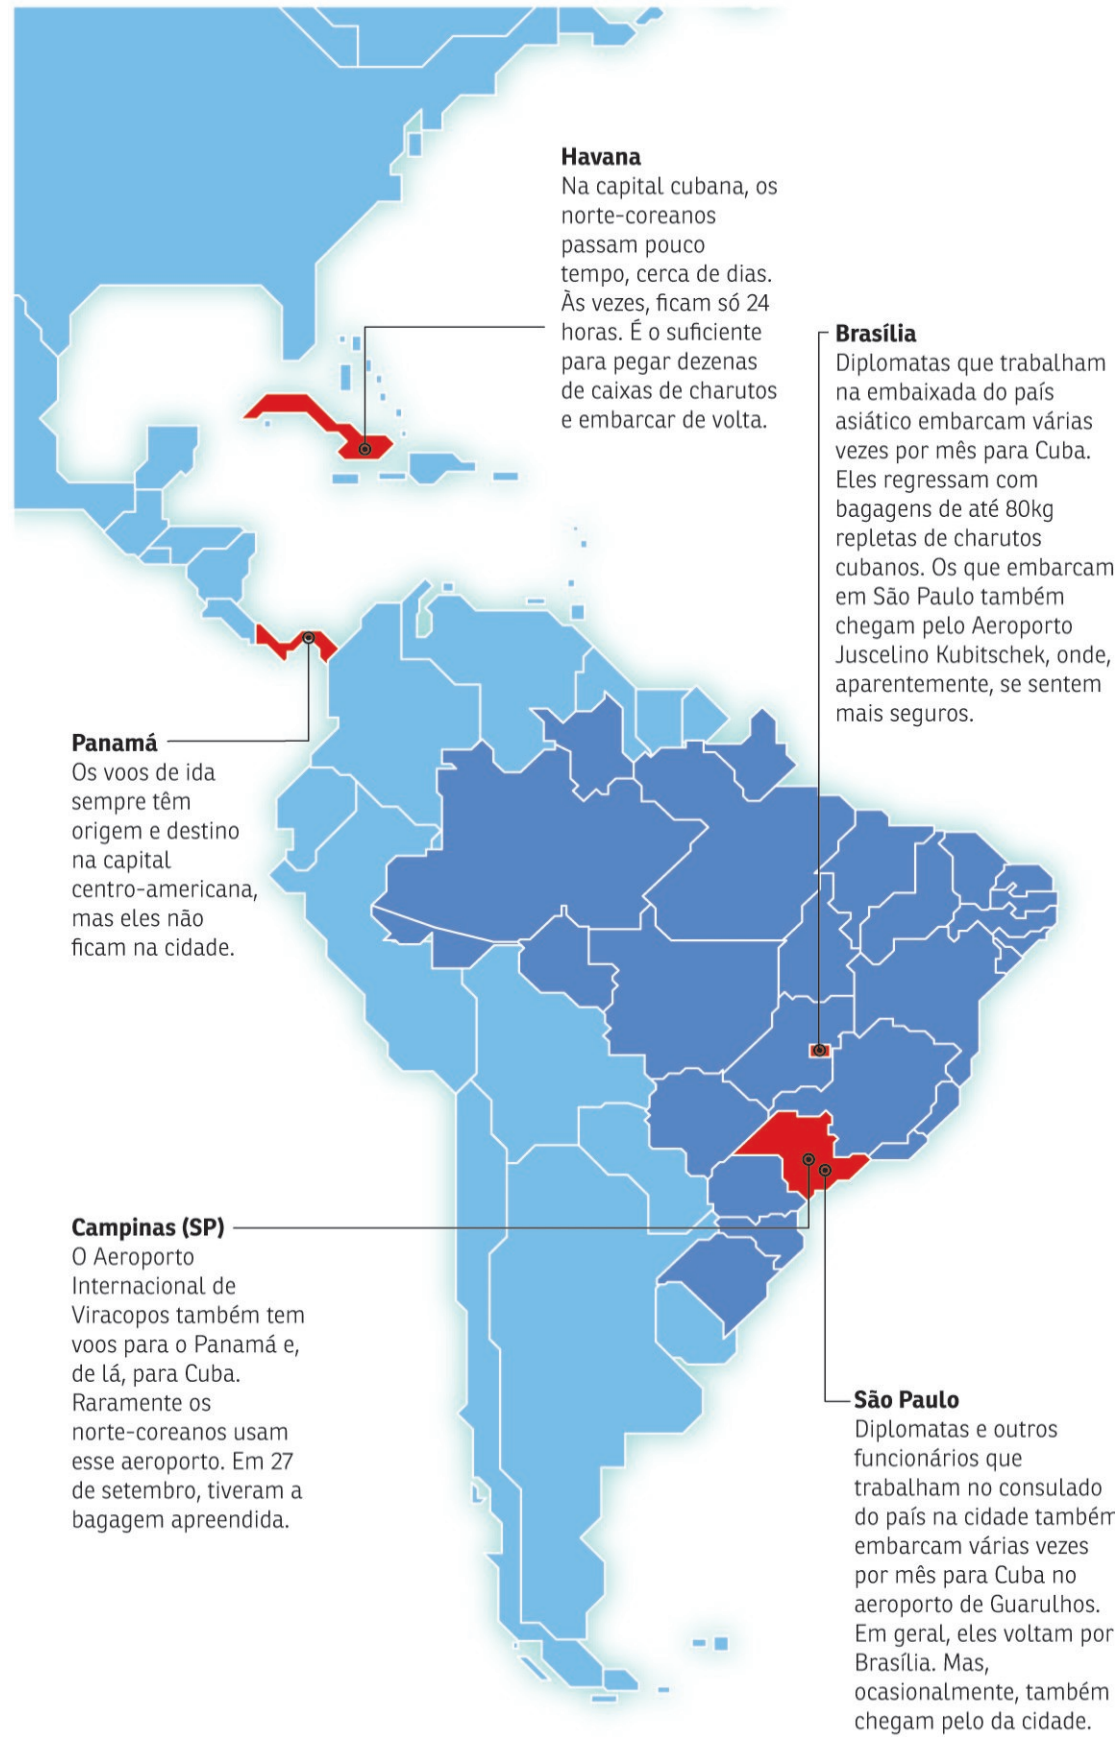 Havana
Na capital cubana, os
norte-coreanos
passam pouco
tempo, cerca de dias.
Às vezes, ficam só 24
horas. É o suficiente
para pegar dezenas
de caixas de charutos
e embarcar de volta.
Brasília
Diplomatas que trabalham
na embaixada do país
asiático embarcam várias
vezes por mês para Cuba.
Eles regressam com
bagagens de até 80kg
repletas de charutos
cubanos. Os que embarcam
em São Paulo também
chegam pelo Aeroporto
Juscelino Kubitschek, onde,
aparentemente, se sentem
mais seguros.
Panamá
Os voos de ida
sempre têm
origem e destino
na capital
centro-americana,
mas eles não
ficam na cidade.
Campinas (SP)
O Aeroporto
Internacional de
Viracopos também tem
voos para o Panamá e,
de lá, para Cuba.
Raramente os
norte-coreanos usam
esse aeroporto. Em 27
de setembro, tiveram a
bagagem apreendida.
São Paulo
Diplomatas e outros
funcionários que
trabalham no consulado
do país na cidade também
embarcam várias vezes
por mês para Cuba no
aeroporto de Guarulhos.
Em geral, eles voltam por
Brasília. Mas,
ocasionalmente, também
chegam pelo da cidade.